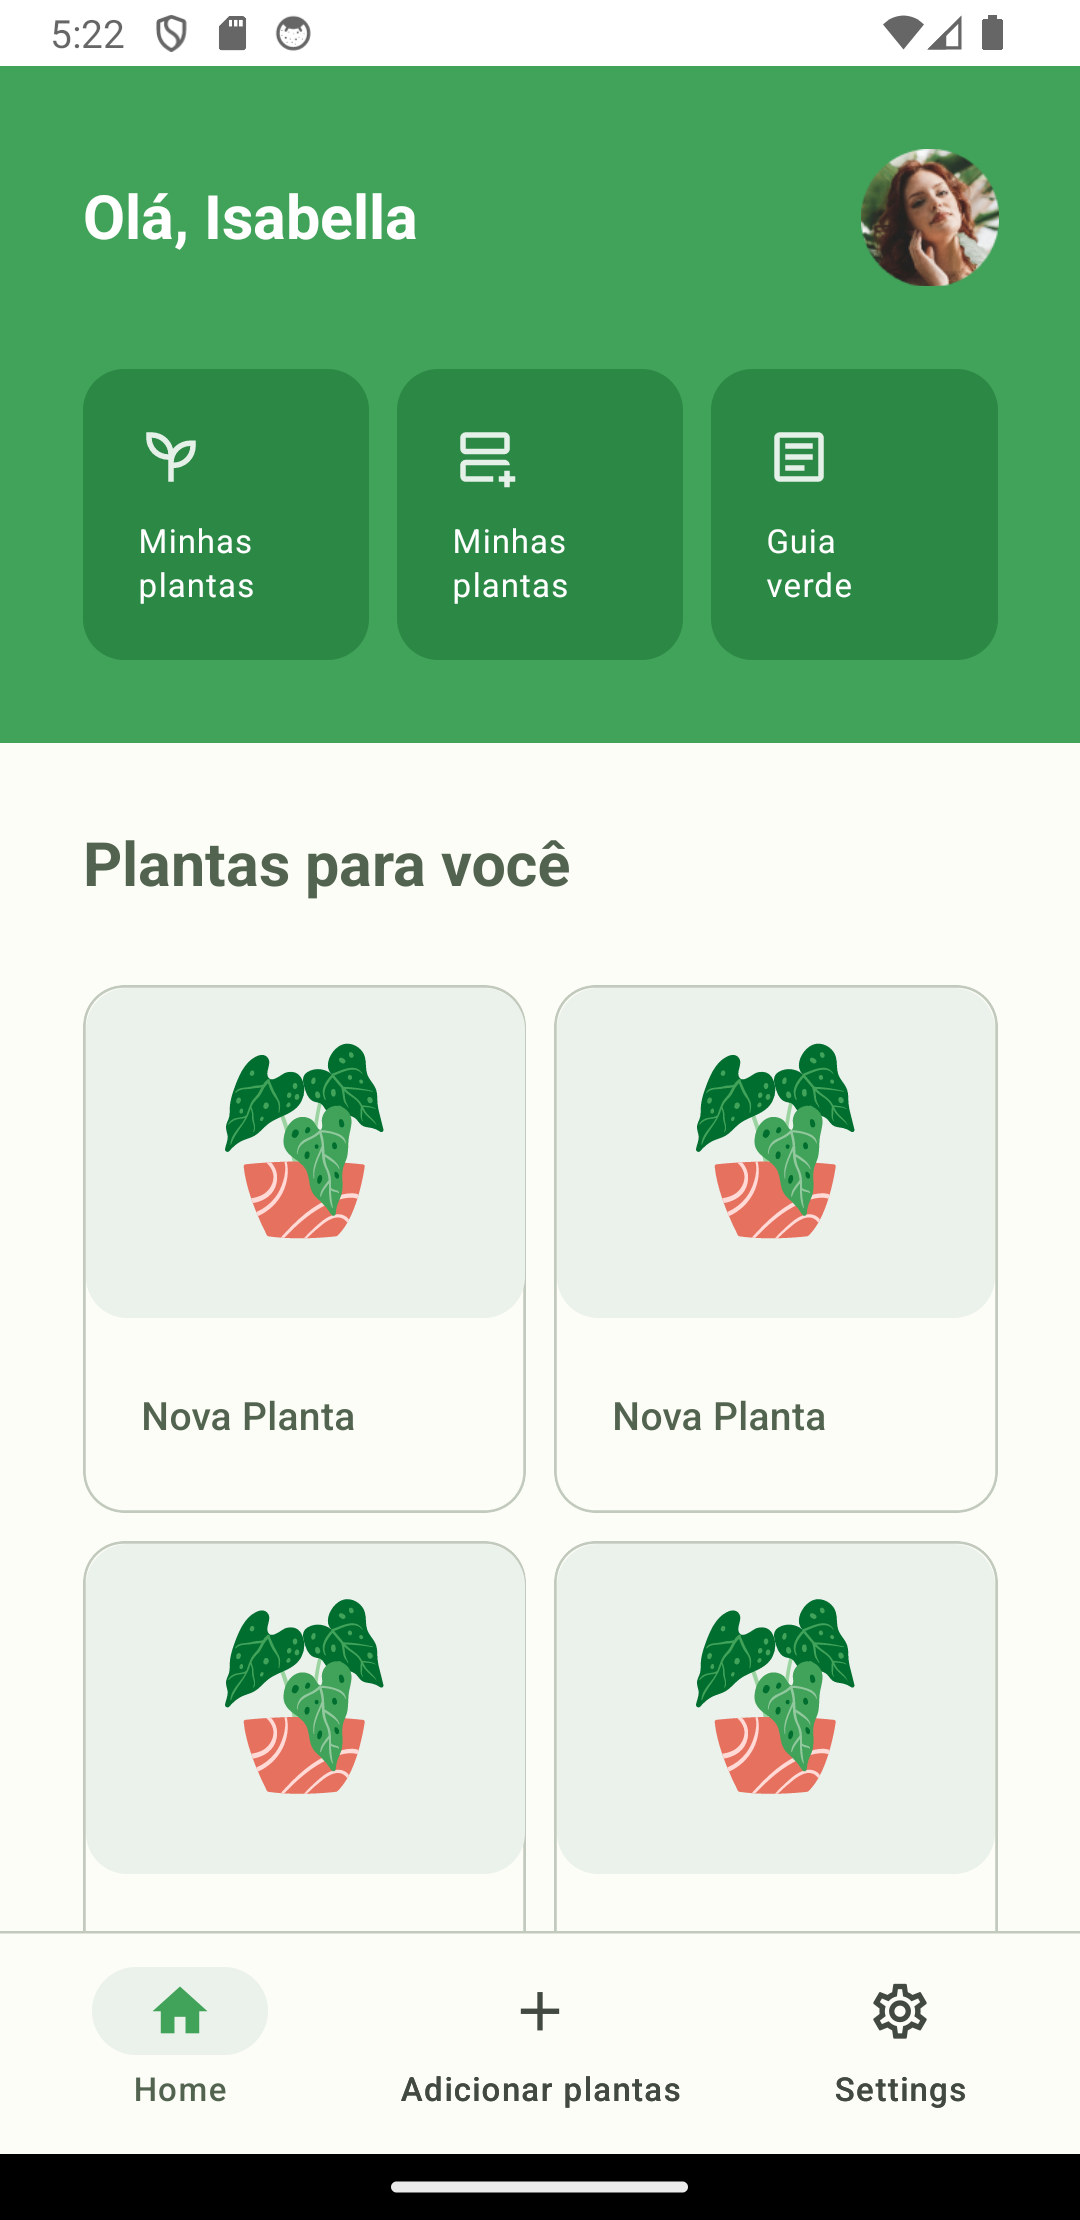 5:22
Olá, Isabella
Minhas
plantas
Minhas
plantas
Guia
verde
Plantas para você
Nova Planta
Nova Planta
Home
Adicionar plantas
Settings